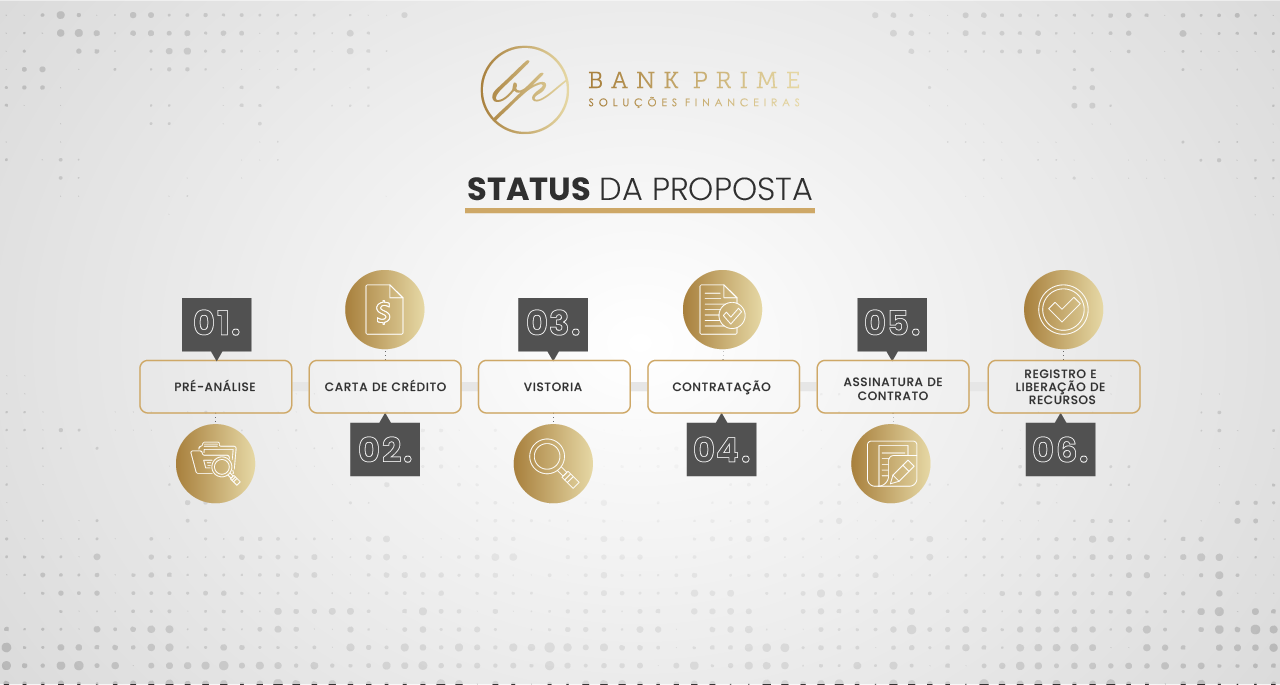 bp
BANK PRIME
SOLUÇÕES FINANCEIRAS
STATUS DA PROPOSTA
01.
PRÉ-ANÁLISE
$
CARTA DE CRÉDITO
02.
03.
VISTORIA
CONTRATAÇÃO
04.
05.
ASSINATURA DE
CONTRATO
REGISTRO E
LIBERAÇÃO DE
RECURSOS
06.